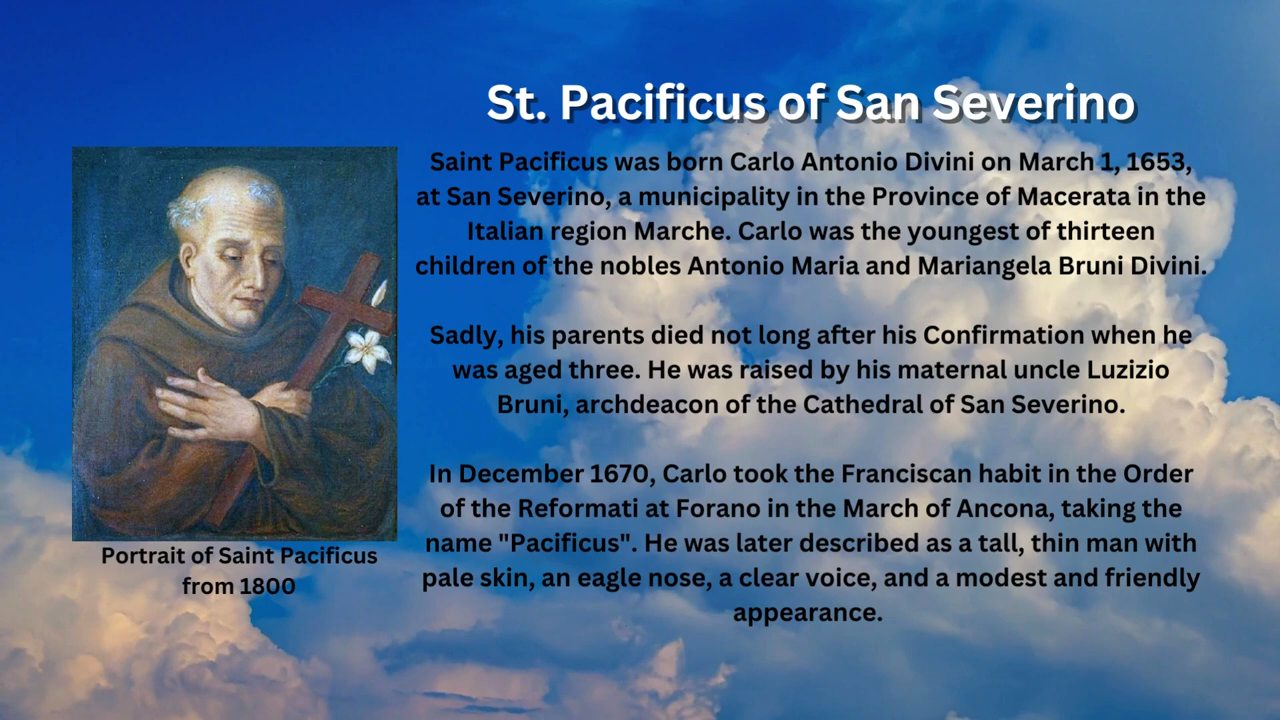 St. Pacificus of San Severino
Saint Pacificus was born Carlo Antonio Divini on March 1, 1653,
at San Severino, a municipality in the Province of Macerata in the
Italian region Marche. Carlo was the youngest of thirteen
children of the nobles Antonio Maria and Mariangela Bruni Divini.
Sadly, his parents died not long after his Confirmation when he
was aged three. He was raised by his maternal uncle Luzizio
Bruni, archdeacon of the Cathedral of San Severino.
In December 1670, Carlo took the Franciscan habit in the Order
of the Reformati at Forano in the March of Ancona, taking the
name "Pacificus". He was later described as a tall, thin man with
pale skin, an eagle nose, a clear voice, and a modest and friendly
appearance.
Portrait of Saint Pacificus
from 1800